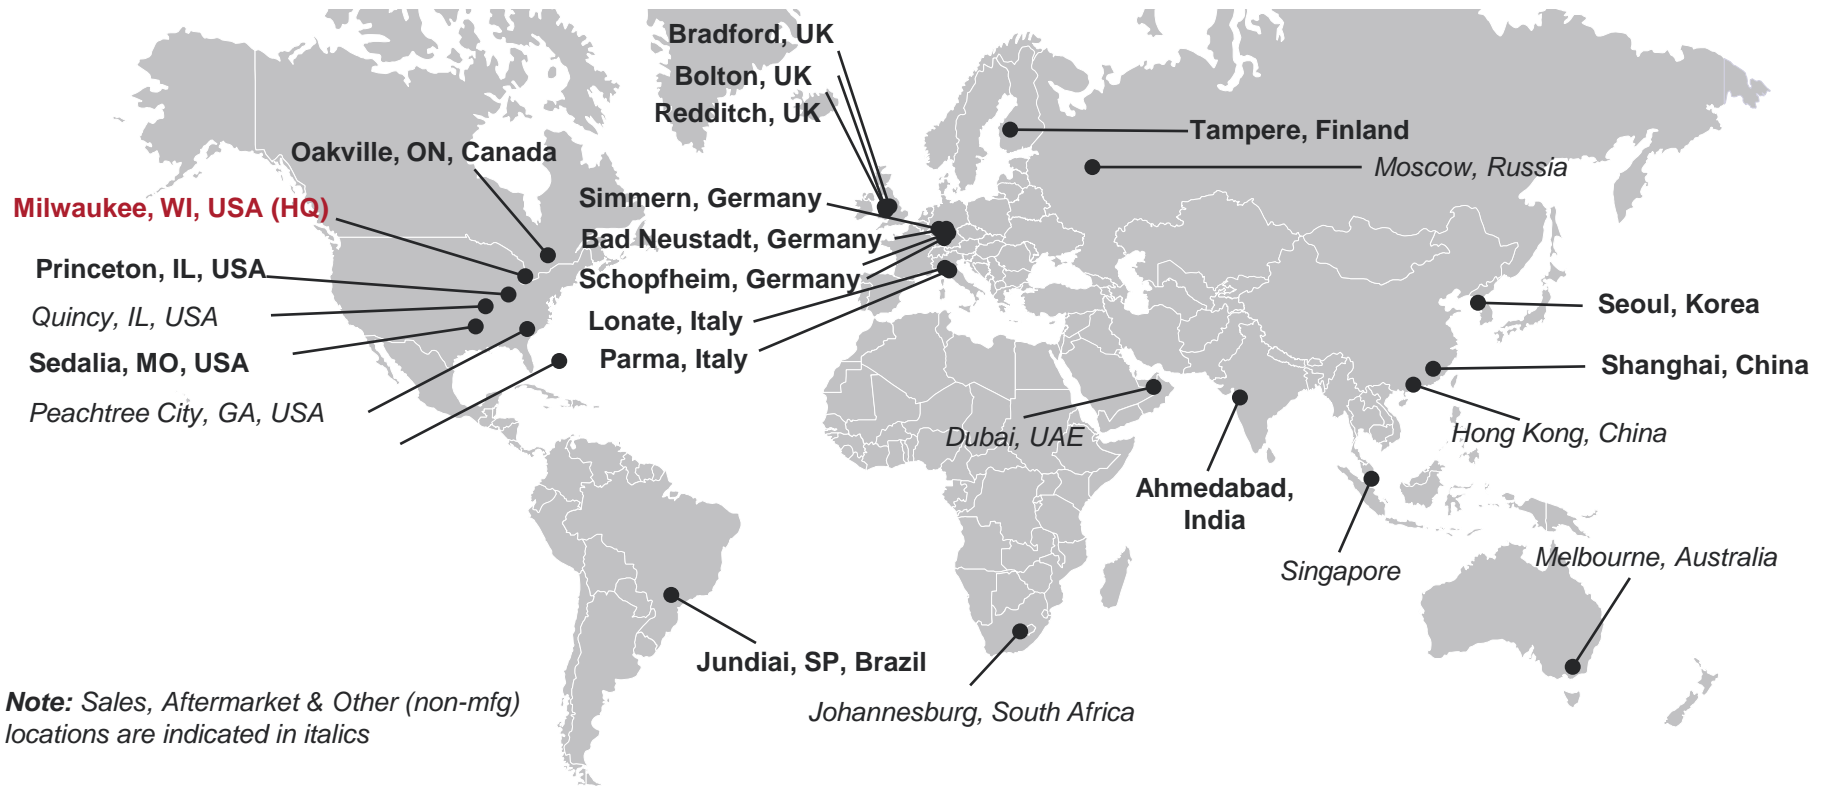 Bradford, UK
Bolton, UK
Redditch, UK
Tampere, Finland
Oakville, ON, Canada
Moscow, Russia
Milwaukee, WI, USA (HQ)
Simmern, Germany
Bad Neustadt, Germany
Princeton, IL, USA
Schopfheim, Germany
Quincy, IL, USA
Lonate, Italy
Seoul, Korea
Sedalia, MO, USA
Parma, Italy
Shanghai, China
Peachtree City, GA, USA
Dubai, UAE
Hong Kong, China
Ahmedabad,
India
Singapore
Melbourne, Australia
Jundiai, SP, Brazil
Johannesburg, South Africa
Note: Sales, Aftermarket & Other (non-mfg)
locations are indicated in italics